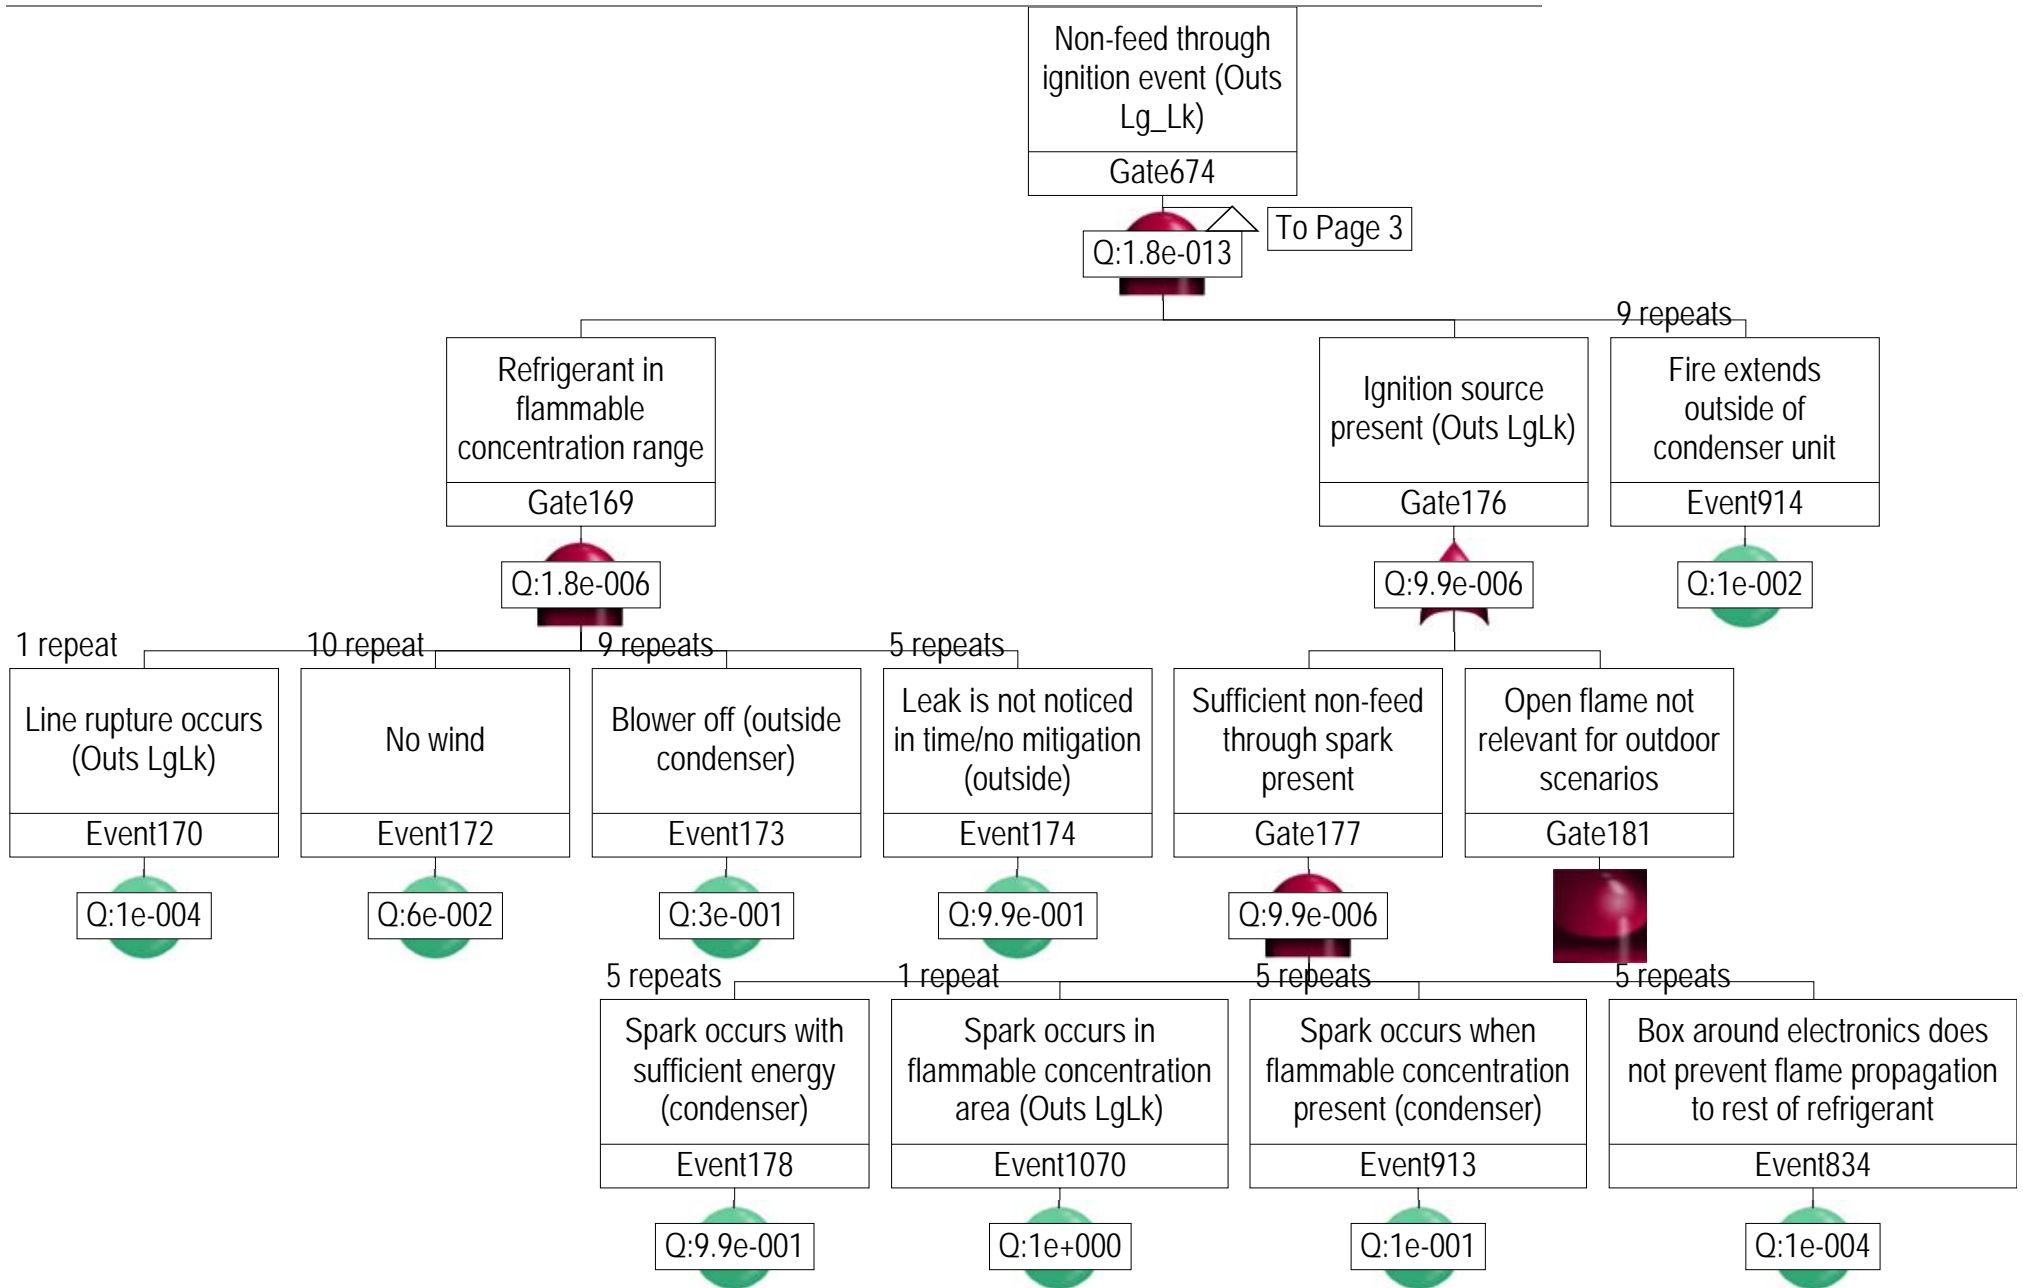 Non-feed through
ignition event (Outs
Lg_Lk)
Gate674
To Page 3
Q:1.8e-013
9 repeats
Refrigerant in
flammable
concentration range
Gate169
Q:1.8e-006
Ignition source
present (Outs LgLk)
Gate176
Q:9.9e-006
Fire extends
outside of
condenser unit
Event914
Q:1e-002
1 repeat
10 repeat
9 repeats
5 repeats
Line rupture occurs
(Outs LgLk)
Event170
Q:1e-004
No wind
Event172
Q:6e-002
Blower off (outside
condenser)
Event173
Q:3e-001
Leak is not noticed
in time/no mitigation
(outside)
Event174
Q:9.9e-001
Sufficient non-feed
through spark
present
Gate177
Q:9.9e-006
Open flame not
relevant for outdoor
scenarios
Gate181
5 repeats
1 repeat
5 repeats
5 repeats
Spark occurs with
sufficient energy
(condenser)
Event178
Q:9.9e-001
Spark occurs in
flammable concentration
area (Outs LgLk)
Event1070
Q:1e+000
Spark occurs when
flammable concentration
present (condenser)
Event913
Q:1e-001
Box around electronics does
not prevent flame propagation
to rest of refrigerant
Event834
Q:1e-004